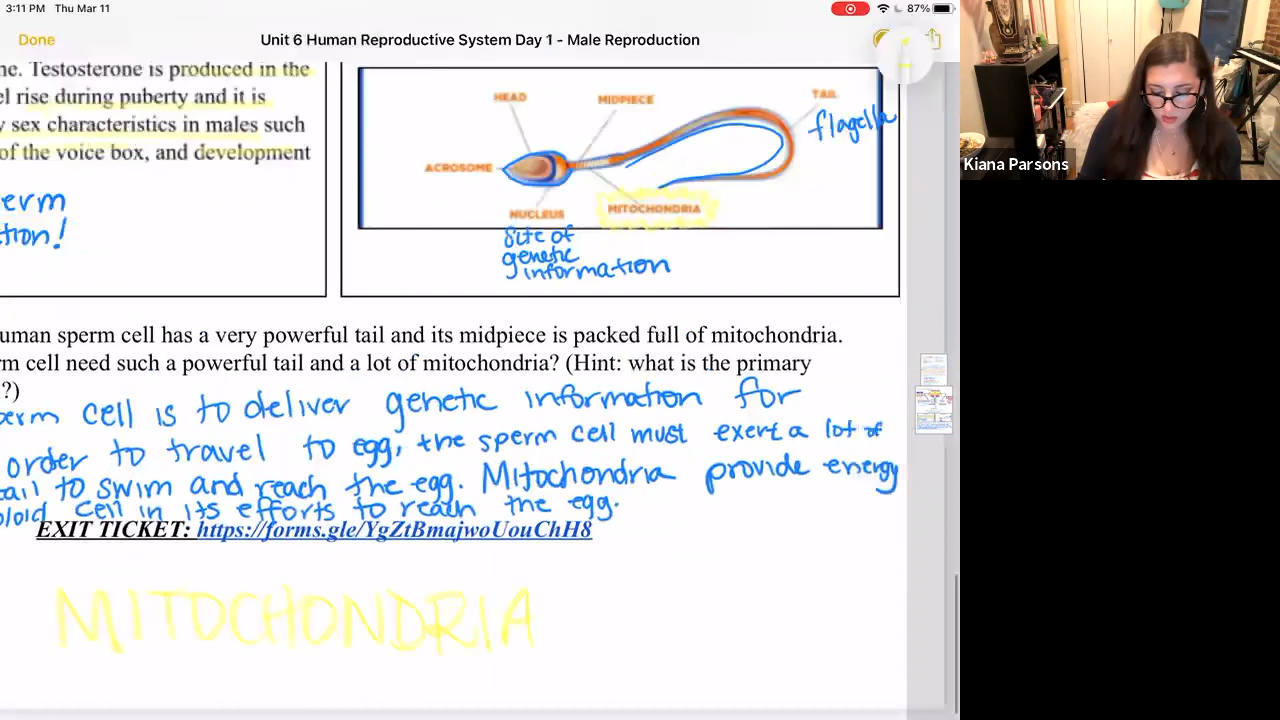 3:11 PM Thu Mar 11
87%
Done
Unit 6 Human Reproductive System Day 1 - Male Reproduction
ne. Testosterone is produced in the
el rise during puberty and it is
y sex characteristics in males such
of the voice box, and development
erm
tion!
HEAD
MIDPIECE
TAIL
flagella
ACROSOME
NUCLEUS
MITOCHONDRIA
Site of
genetic
information
Kiana Parsons
uman sperm cell has a very powerful tail and its midpiece is packed full of mitochondria.
rm cell need such a powerful tail and a lot of mitochondria? (Hint: what is the primary
?)
perm cell is to deliver genetic information for
order to travel to egg, the sperm cell must exert a lot of
tail to swim and reach the egg. Mitochondria provide energy
ploid cell in its efforts to reach the egg.
EXIT TICKET: https://forms.gle/YgZtBmajwoUouChH8
MITOCHONDRIA